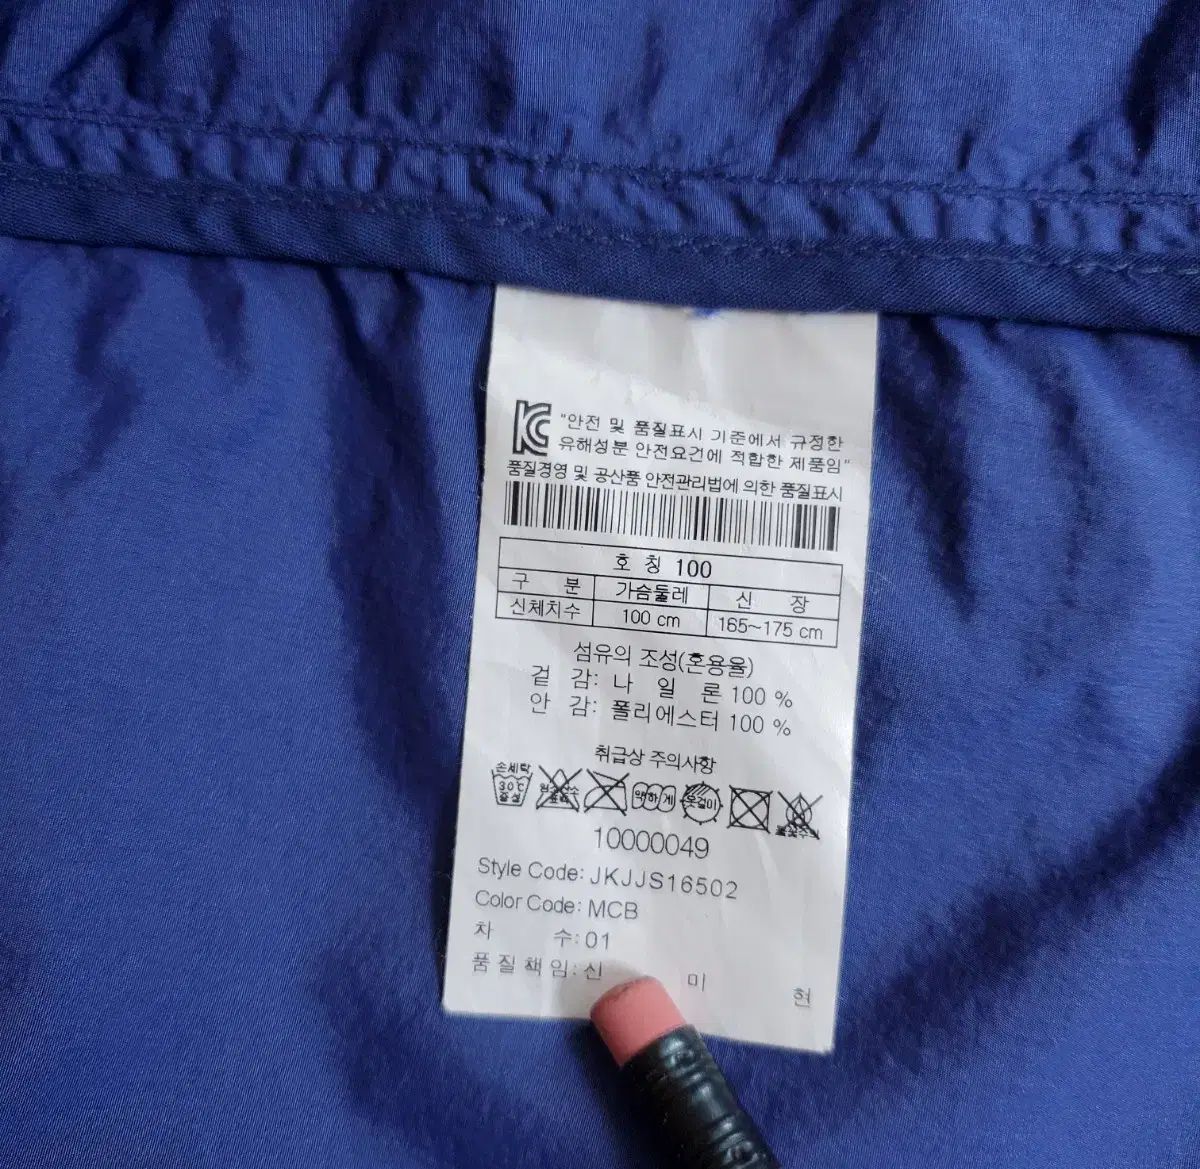 "안전 및 품질표시 기준에서 규정한
유해성분 안전요건에 적합한 제품임"
품질경영 및 공산품 안전관리법에 의한 품질표시
호 칭 100
구 분 가슴둘레 신 장
신체치수 100 cm 165~175 cm
섬유의 조성(혼용율)
겉 감: 나 일 론 100 %
안 감: 폴리에스터 100 %
취급상 주의사항
손세탁
30℃
중성
약하게
옷걸이
10000049
Style Code: JKJJS16502
Color Code: MCB
차 수: 01
품질책임: 신 미 현